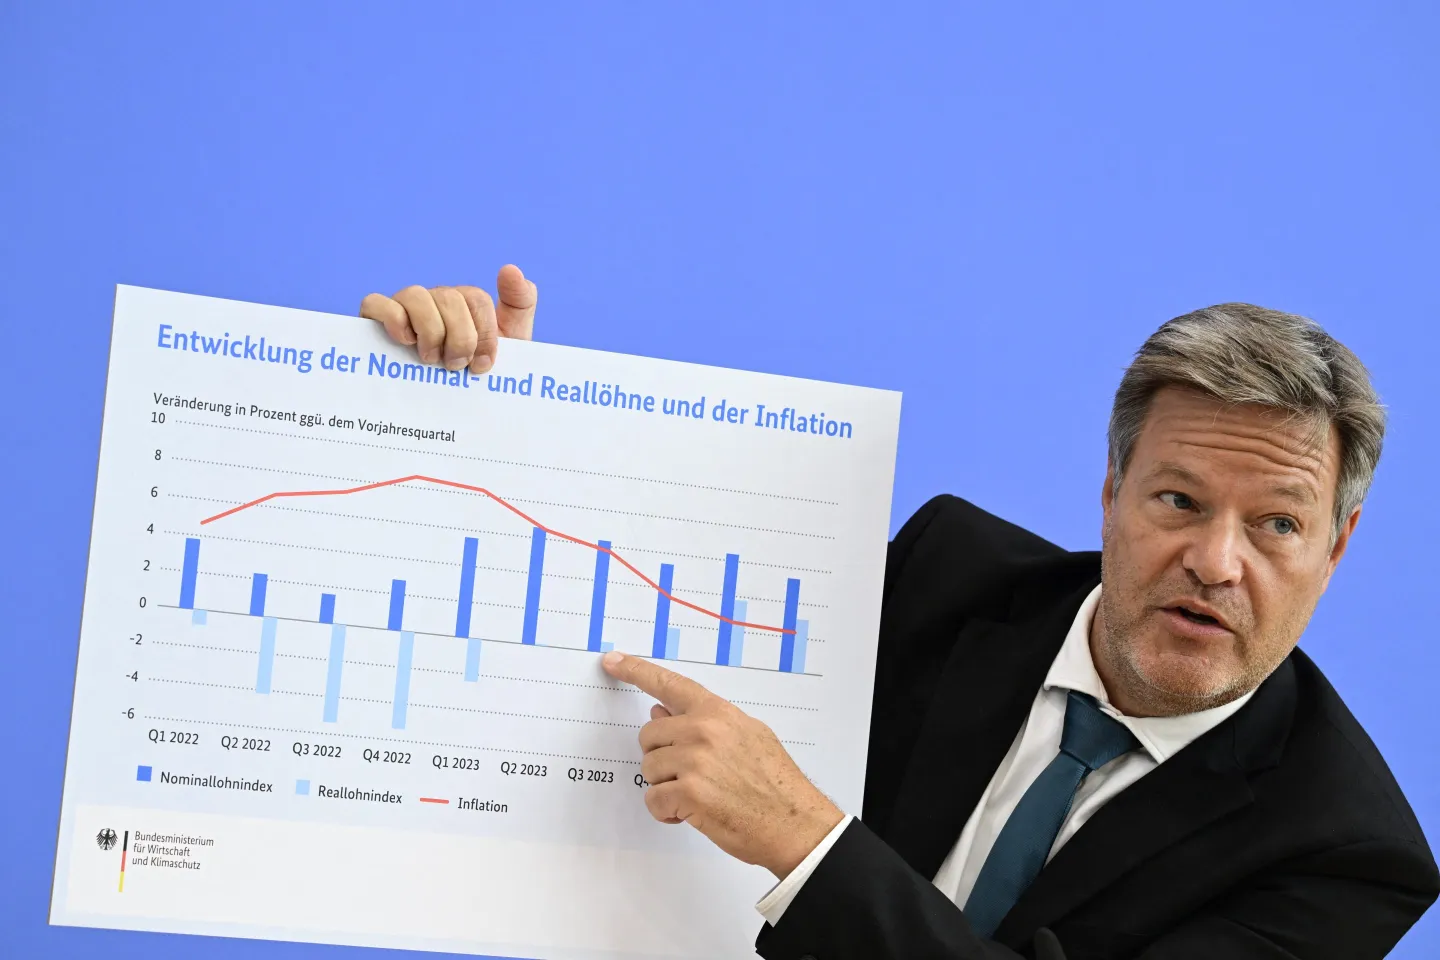 Entwicklung der Nominal- und Reallöhne und der Inflation
Veränderung in Prozent ggü. dem Vorjahresquartal
10
8
6
4
2
0
-2
-4
-6
Q1 2022 Q2 2022 Q3 2022 Q4 2022 Q1 2023 Q2 2023 Q3 2023
Nominallohnindex Reallohnindex Inflation
Bundesministerium
für Wirtschaft
und Klimaschutz